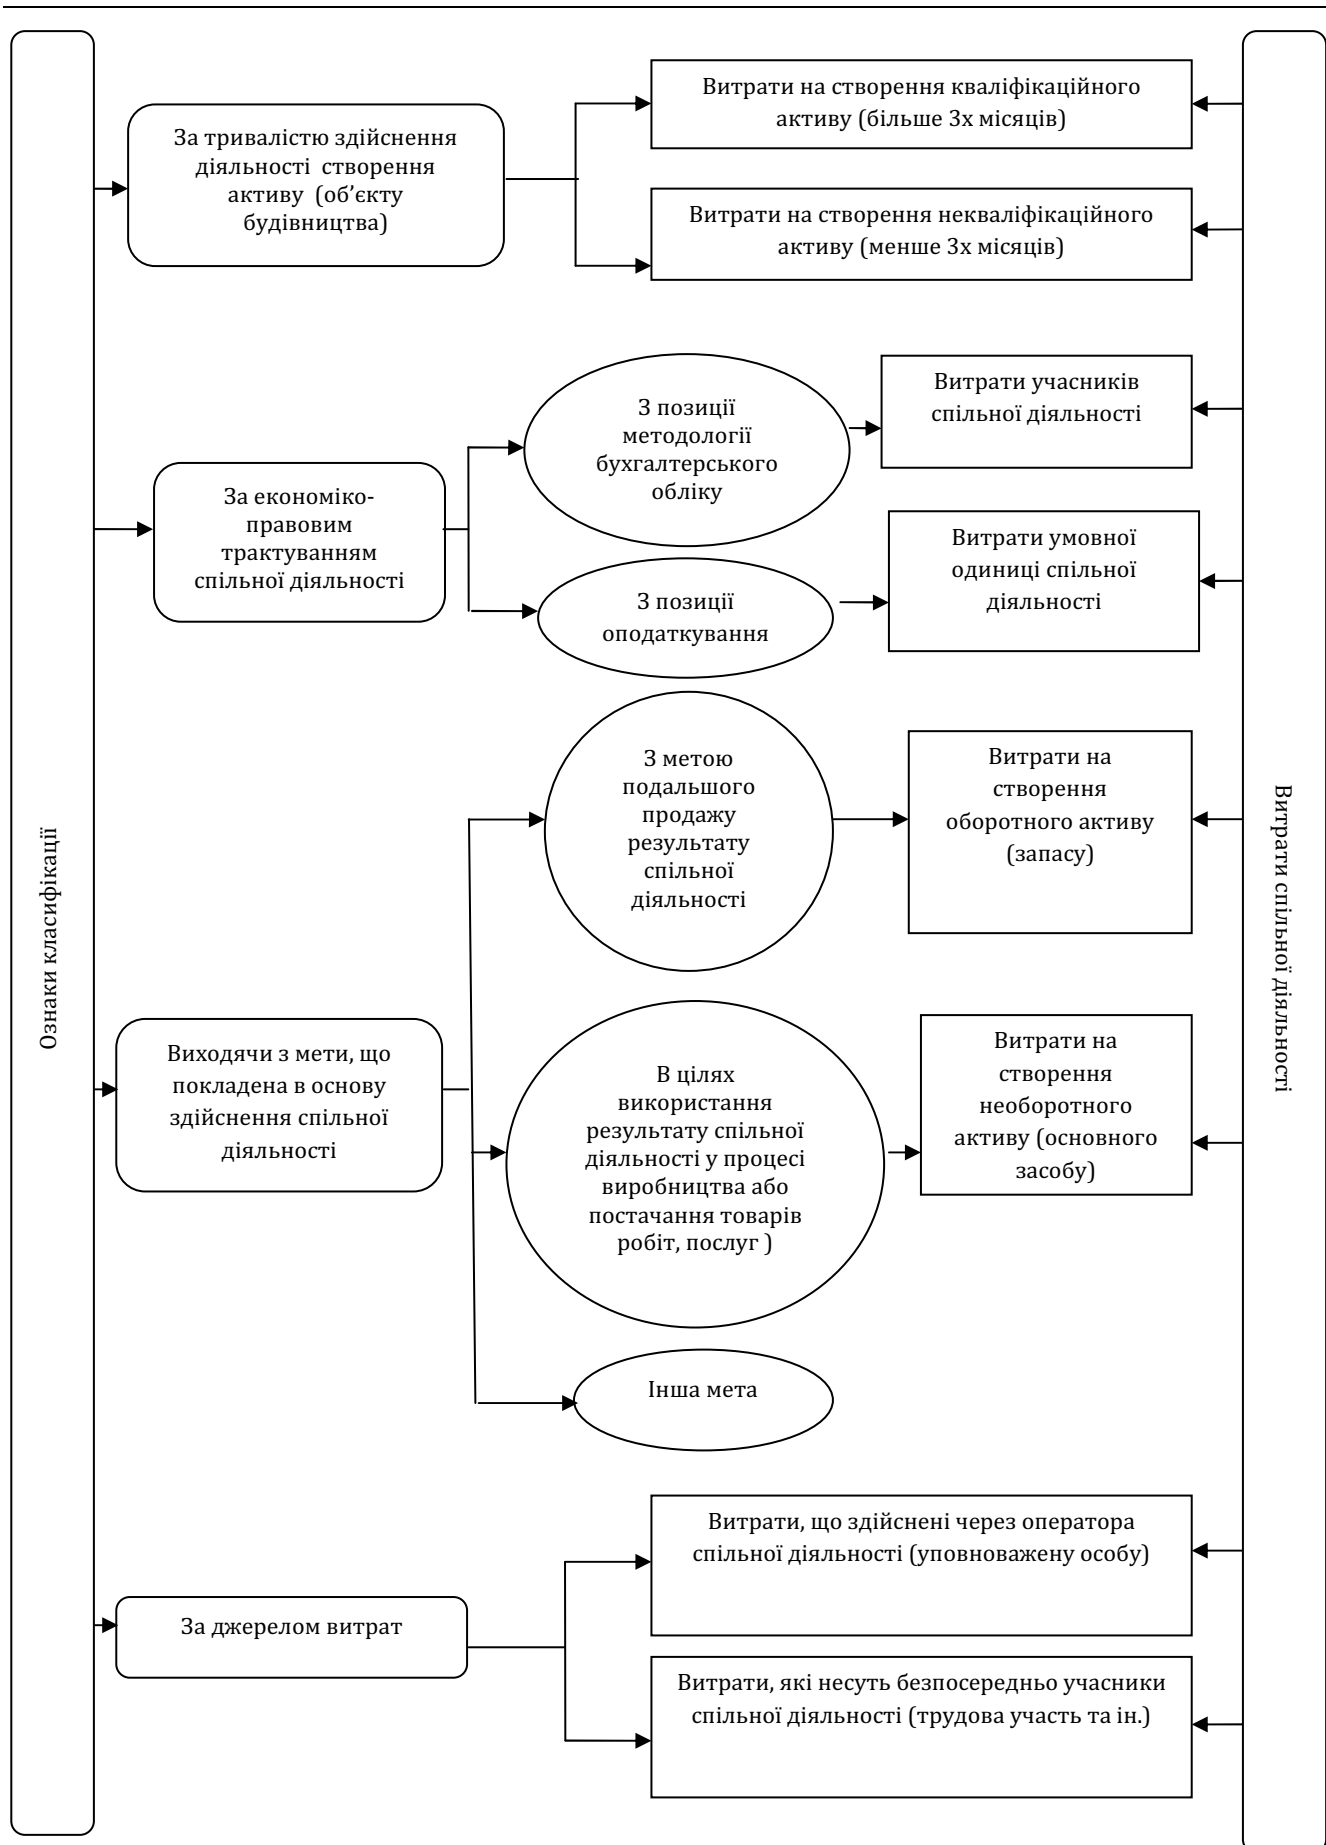 Ознаки класифікації
За тривалістю здійснення
діяльності створення
активу (об’єкту
будівництва)
Витрати на створення кваліфікаційного
активу (більше 3х місяців)
Витрати на створення некваліфікаційного
активу (менше 3х місяців)
За економіко-
правовим
трактуванням
спільної діяльності
З позиції
методології
бухгалтерського
обліку
Витрати учасників
спільної діяльності
З позиції
оподаткування
Витрати умовної
одиниці спільної
діяльності
Виходячи з мети, що
покладена в основу
здійснення спільної
діяльності
З метою
подальшого
продажу
результату
спільної
діяльності
Витрати на
створення
оборотного активу
(запасу)
В цілях
використання
результату спільної
діяльності у процесі
виробництва або
постачання товарів
робіт, послуг )
Витрати на
створення
необоротного
активу (основного
засобу)
Інша мета
За джерелом витрат
Витрати, що здійснені через оператора
спільної діяльності (уповноважену особу)
Витрати, які несуть безпосередньо учасники
спільної діяльності (трудова участь та ін.)
Витрати спільної діяльності